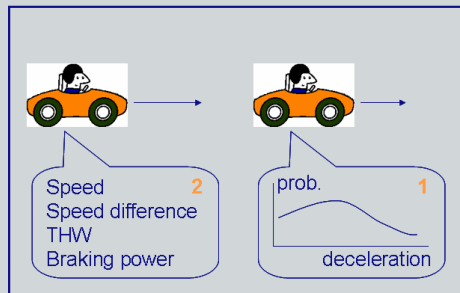 Speed 2
Speed difference
THW
Braking power
prob. 1
deceleration